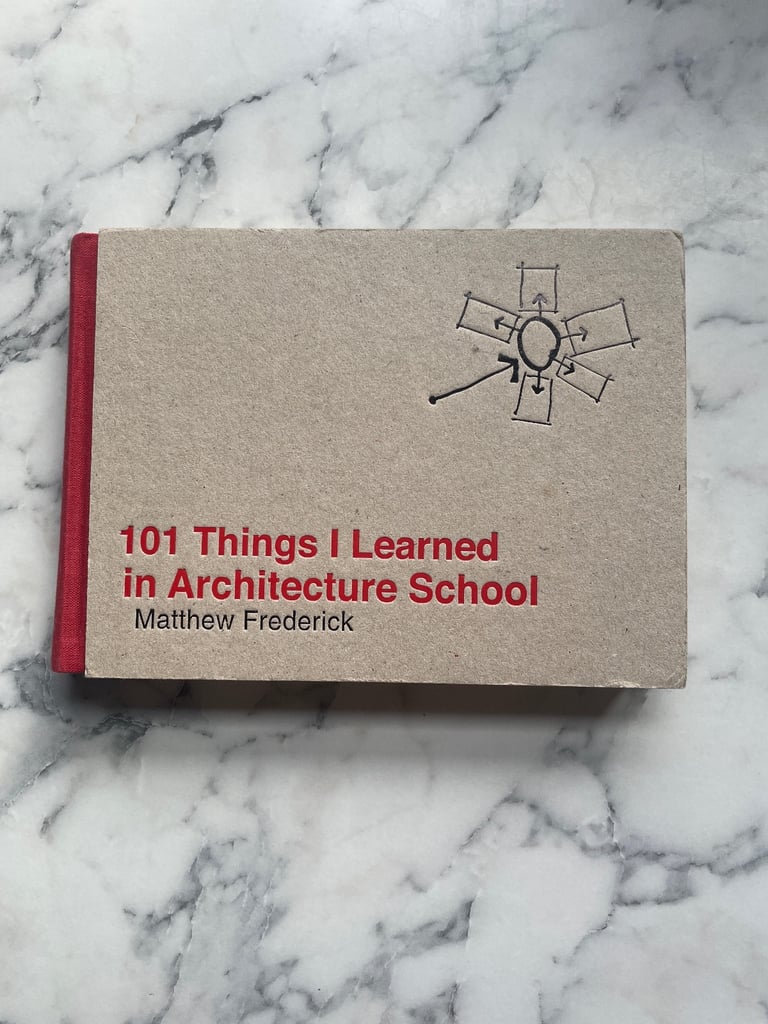 101 Things I Learned
in Architecture School
Matthew Frederick